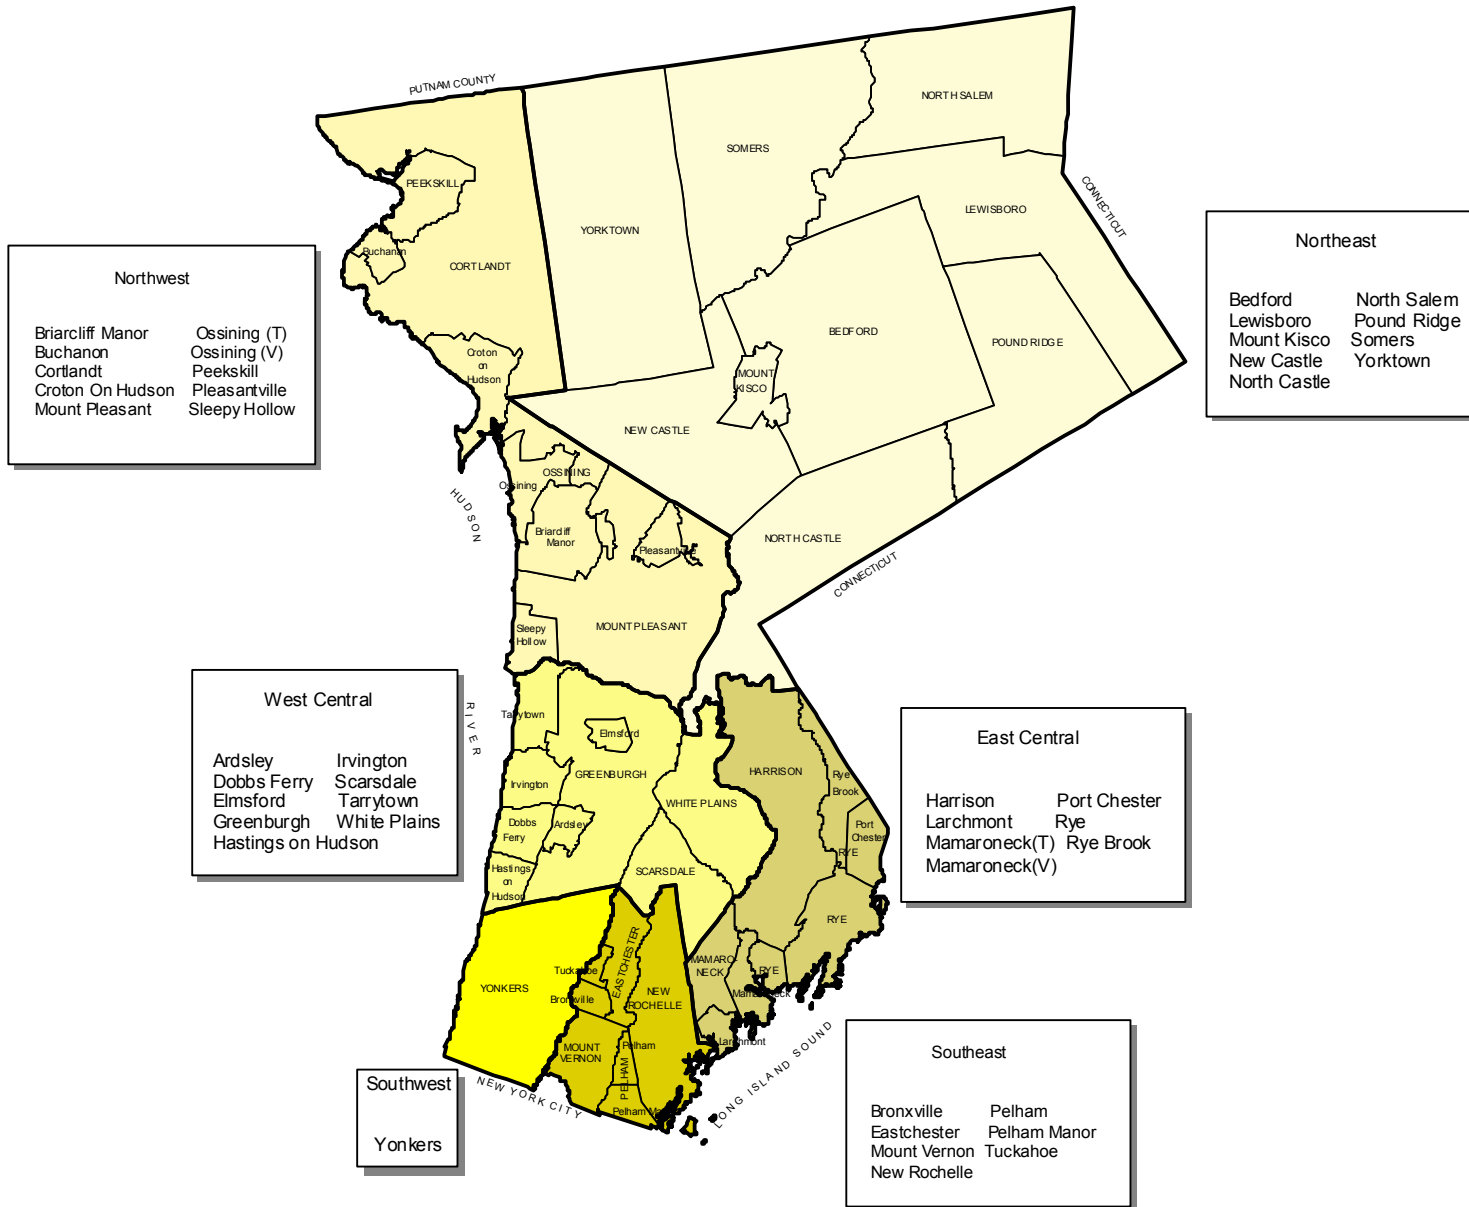 PUTNAM COUNTY
NORTH SALEM
SOMERS
PEEKSKILL
CONNECTICUT
LEWISBORO
YORKTOWN
Buchanan
CORTLANDT
BEDFORD
POUND RIDGE
Croton
on
Hudson
MOUNT
KISCO
NEW CASTLE
OSSINING
Ossining
HUDSON
Briarcliff
Manor
Pleasantville
NORTH CASTLE
CONNECTICUT
MOUNT PLEASANT
Sleepy
Hollow
RIVER
Tarrytown
Elmsford
GREENBURGH
HARRISON
Rye
Brook
Irvington
WHITE PLAINS
Dobbs
Ferry
Ardsley
Port
Chester
RYE
Hastings
on
Hudson
SCARSDALE
RYE
EASTCHESTER
MAMARO-
NECK
RYE
Tuckahoe
YONKERS
Bronxville
NEW
ROCHELLE
Mamaroneck
Larchmont
MOUNT
VERNON
Pelham
PELHAM
Pelham Manor
NEW YORK CITY
LONG ISLAND SOUND
Northwest
Briarcliff Manor Ossining (T)
Buchanon Ossining (V)
Cortlandt Peekskill
Croton On Hudson Pleasantville
Mount Pleasant Sleepy Hollow
Northeast
Bedford North Salem
Lewisboro Pound Ridge
Mount Kisco Somers
New Castle Yorktown
North Castle
West Central
Ardsley Irvington
Dobbs Ferry Scarsdale
Elmsford Tarrytown
Greenburgh White Plains
Hastings on Hudson
East Central
Harrison Port Chester
Larchmont Rye
Mamaroneck(T) Rye Brook
Mamaroneck(V)
Southwest
Yonkers
Southeast
Bronxville Pelham
Eastchester Pelham Manor
Mount Vernon Tuckahoe
New Rochelle